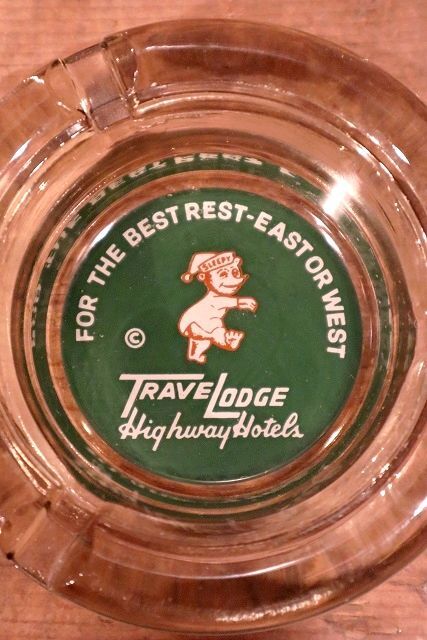 FOR THE BEST REST-EAST OR WEST
SLEEPY
©
TRAVELODGE
Highway Hotels